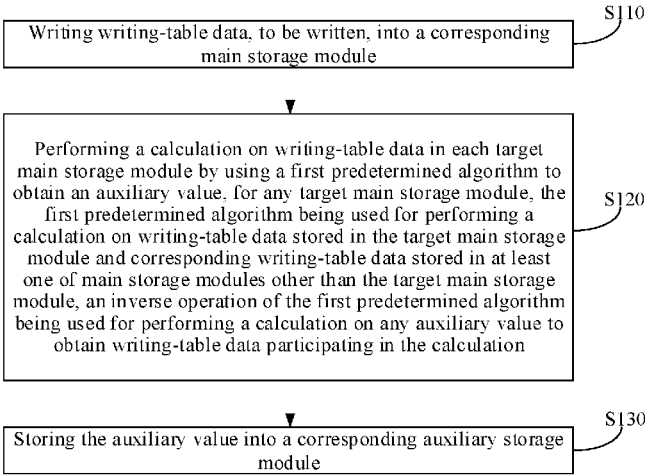 S110
Writing writing-table data, to be written, into a corresponding
main storage module
Performing a calculation on writing-table data in each target
main storage module by using a first predetermined algorithm to
obtain an auxiliary value, for any target main storage module, the
first predetermined algorithm being used for performing a
calculation on writing-table data stored in the target main storage
module and corresponding writing-table data stored in at least
one of main storage modules other than the target main storage
module, an inverse operation of the first predetermined algorithm
being used for performing a calculation on any auxiliary value to
obtain writing-table data participating in the calculation
S120
S130
Storing the auxiliary value into a corresponding auxiliary storage
module